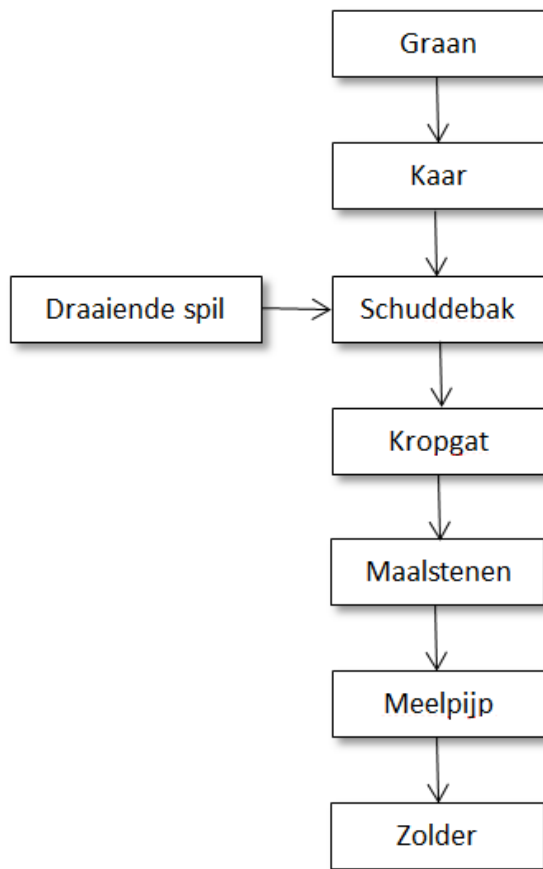 Graan
Kaar
Draaiende spil
Schuddebak
Kropgat
Maalstenen
Meelpijp
Zolder